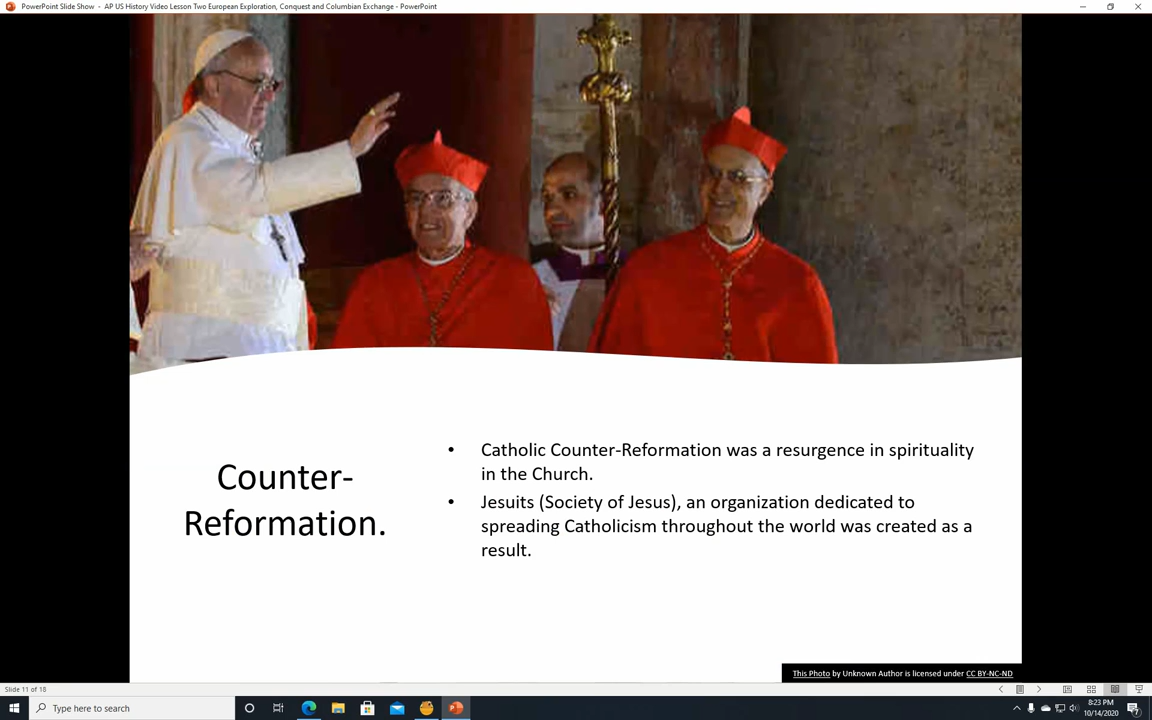 PowerPoint Slide Show - AP US History Video Lesson Two European Exploration, Conquest and Columbian Exchange - PowerPoint
Counter-
Reformation.
• Catholic Counter-Reformation was a resurgence in spirituality
in the Church.
• Jesuits (Society of Jesus), an organization dedicated to
spreading Catholicism throughout the world was created as a
result.
This Photo by Unknown Author is licensed under CC BY-NC-ND
Slide 11 of 18
Type here to search
8:23 PM
10/14/2020
7